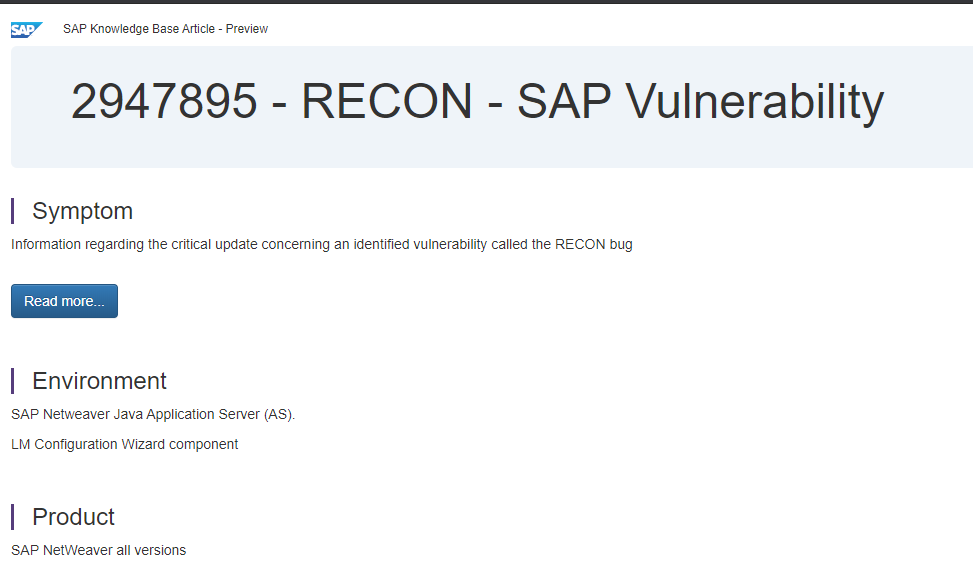 SAP
SAP Knowledge Base Article - Preview
2947895 - RECON - SAP Vulnerability
Symptom
Information regarding the critical update concerning an identified vulnerability called the RECON bug
Read more...
Environment
SAP Netweaver Java Application Server (AS).
LM Configuration Wizard component
Product
SAP NetWeaver all versions